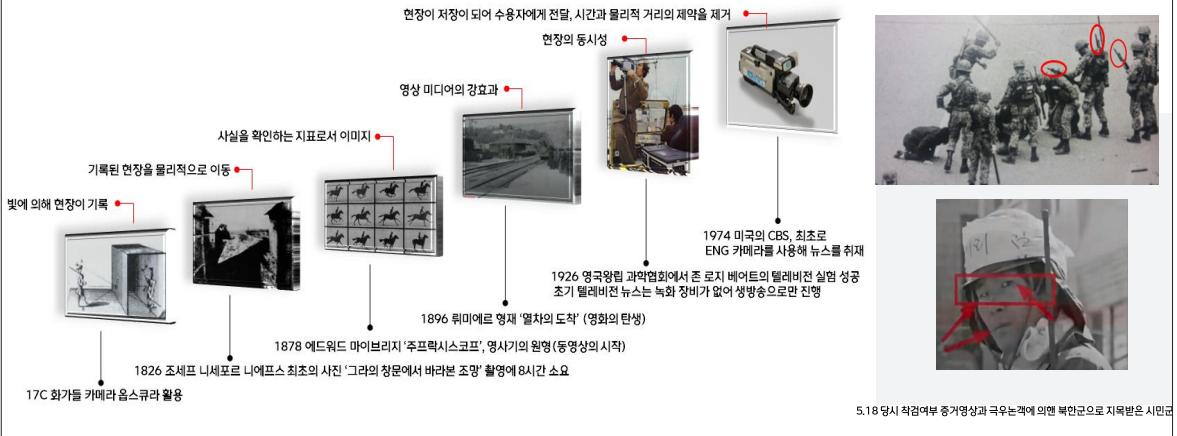 현장이 저장이 되어 수용자에게 전달, 시간과 물리적 거리의 제약을 제거
현장의 동시성
영상 미디어의 강효과
사실을 확인하는 지표로서 이미지
기록된 현장을 물리적으로 이동
빛에 의해 현장이 기록
1974 미국의 CBS, 최초로
ENG 카메라를 사용해 뉴스를 취재
1926 영국왕립 과학협회에서 존 로지 베어트의 텔레비전 실험 성공
초기 텔레비전 뉴스는 녹화 장비가 없어 생방송으로만 진행
1896 뤼미에르 형재 ‘열차의 도착’ (영화의 탄생)
1878 에드워드 마이브리지 ‘주프락시스코프’, 영사기의 원형(동영상의 시작)
1826 조세프 니세포르 니에프스 최초의 사진 ‘그라의 창문에서 바라본 조망’ 촬영에 8시간 소요
17C 화가들 카메라 옵스큐라 활용
5.18 당시 착검여부 증거영상과 극우논객에 의핸 북한군으로 지목받은 시민군